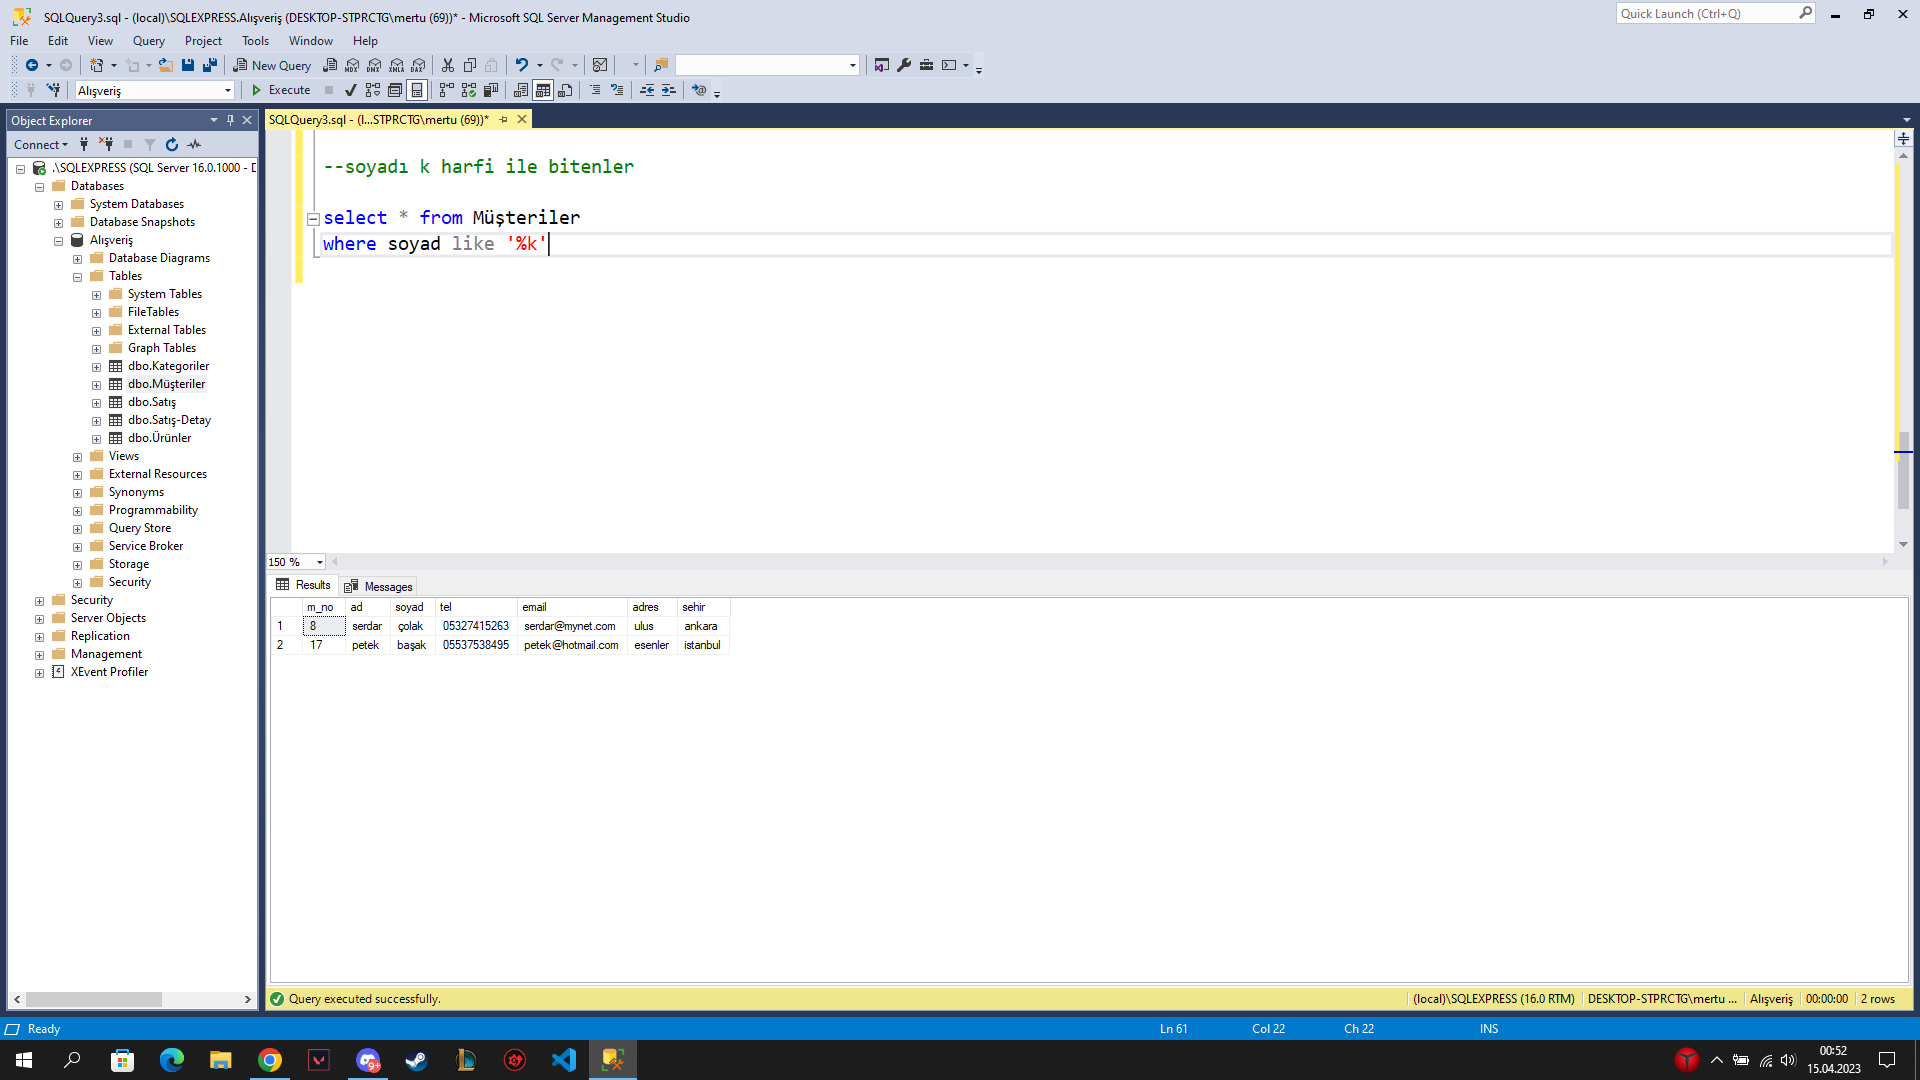 SQLQuery3.sql - (local)\SQLEXPRESS.Alışveriş (DESKTOP-STPRCTG\mertu (69))* - Microsoft SQL Server Management Studio
Quick Launch (Ctrl+Q)
File Edit View Query Project Tools Window Help
New Query
MDX DMX XMLA DAX
Alışveriş
Execute
Object Explorer
SQLQuery3.sql - (l...STPRCTG\mertu (69))*
Connect
.\SQLEXPRESS (SQL Server 16.0.1000 - D
Databases
System Databases
Database Snapshots
Alışveriş
Database Diagrams
Tables
System Tables
FileTables
External Tables
Graph Tables
dbo.Kategoriler
dbo.Müşteriler
dbo.Satış
dbo.Satış-Detay
dbo.Ürünler
Views
External Resources
Synonyms
Programmability
Query Store
Service Broker
Storage
Security
Security
Server Objects
Replication
Management
XEvent Profiler
--soyadı k harfi ile bitenler
select * from Müşteriler
where soyad like '%k'
150 %
Results Messages
m_no ad soyad tel email adres sehir
1 8 serdar çolak 05327415263 serdar@mynet.com ulus ankara
2 17 petek başak 05537538495 petek@hotmail.com esenler istanbul
Query executed successfully.
(local)\SQLEXPRESS (16.0 RTM) DESKTOP-STPRCTG\mertu ... Alışveriş 00:00:00 2 rows
Ready
Ln 61 Col 22 Ch 22 INS
9+
00:52
15.04.2023